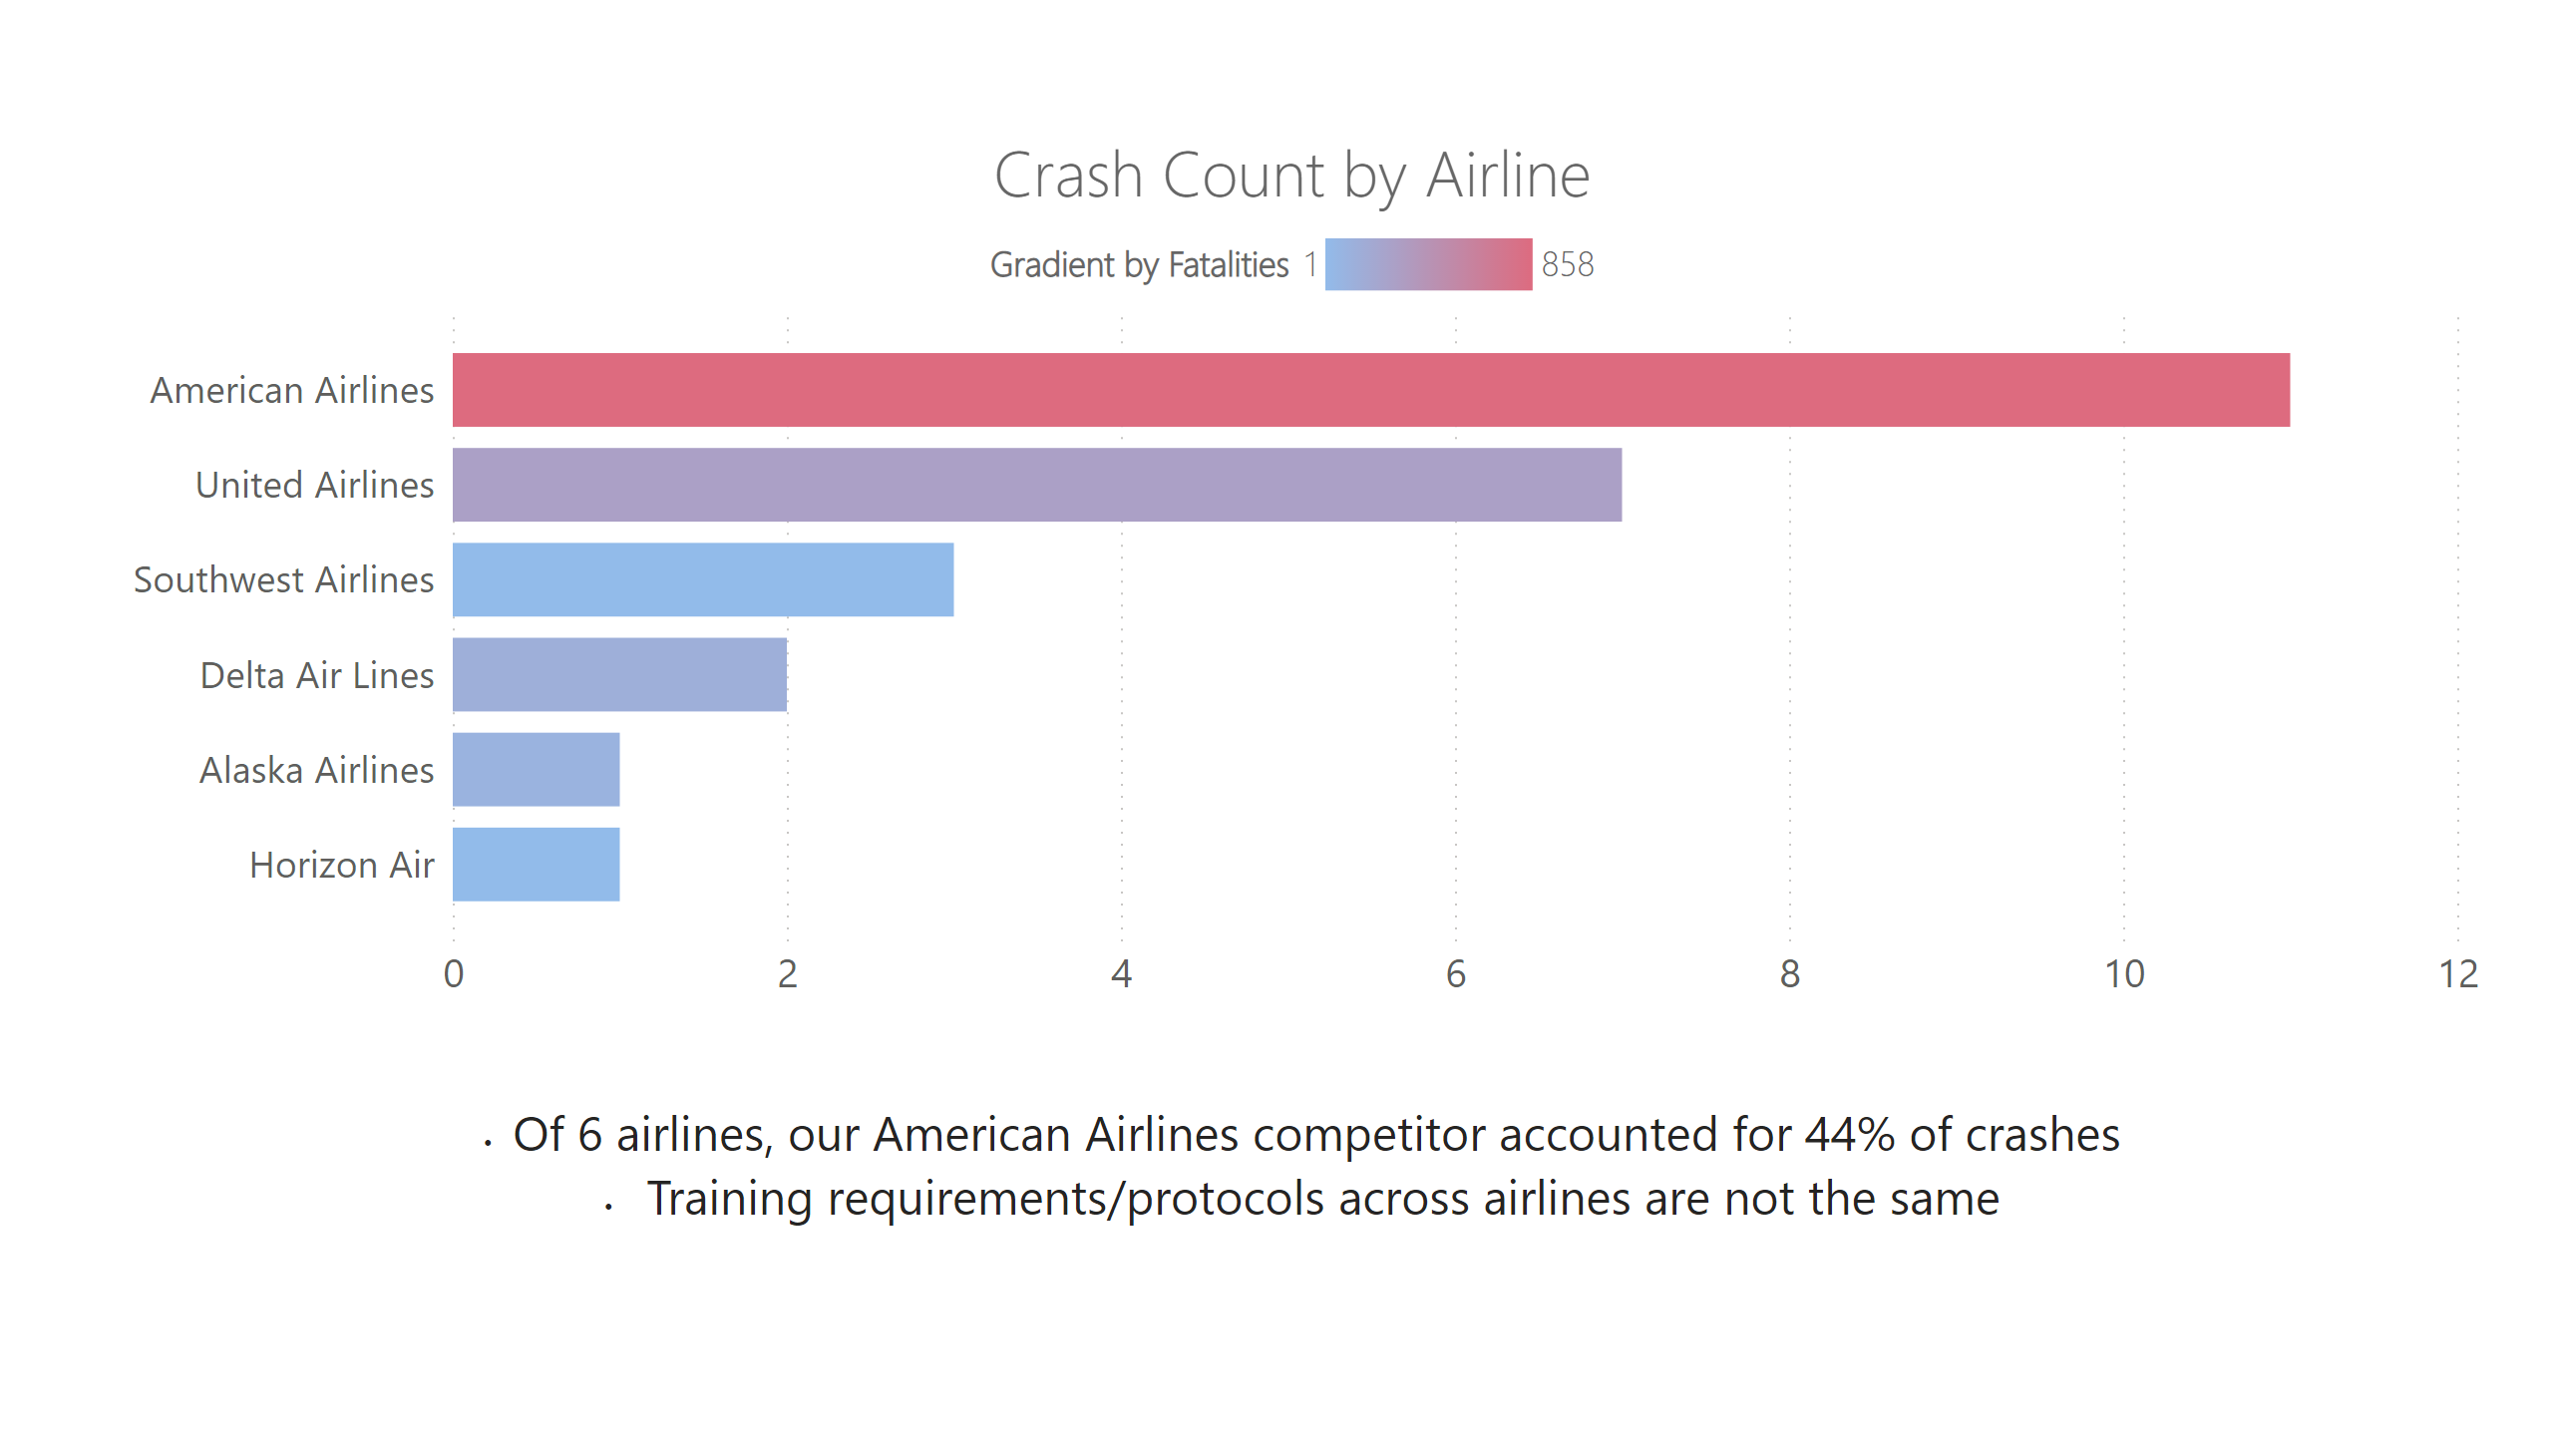 Crash Count by Airline
Gradient by Fatalities 1 858
American Airlines
United Airlines
Southwest Airlines
Delta Air Lines
Alaska Airlines
Horizon Air
0 2 4 6 8 10 12
· Of 6 airlines, our American Airlines competitor accounted for 44% of crashes
· Training requirements/protocols across airlines are not the same